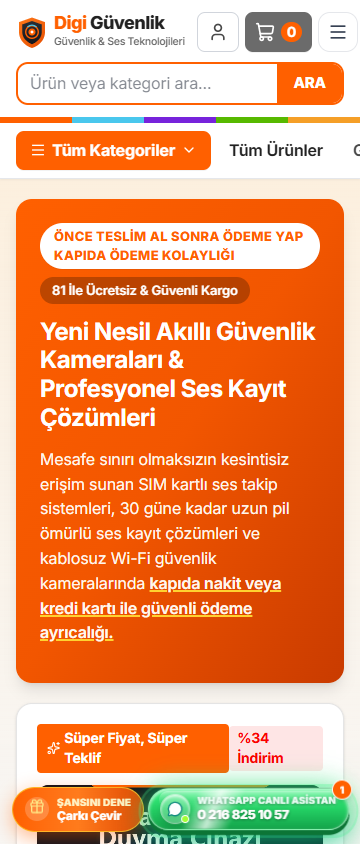 Digi Güvenlik
Güvenlik & Ses Teknolojileri
0
Ürün veya kategori ara...
ARA
Tüm Kategoriler
Tüm Ürünler
ÖNCE TESLİM AL SONRA ÖDEME YAP
KAPIDA ÖDEME KOLAYLIĞI
81 İle Ücretsiz & Güvenli Kargo
Yeni Nesil Akıllı Güvenlik
Kameraları &
Profesyonel Ses Kayıt
Çözümleri
Mesafe sınırı olmaksızın kesintisiz
erişim sunan SIM kartlı ses takip
sistemleri, 30 güne kadar uzun pil
ömürlü ses kayıt çözümleri ve
kablosuz Wi-Fi güvenlik
kameralarında kapıda nakit veya
kredi kartı ile güvenli ödeme
ayrıcalığı.
Süper Fiyat, Süper
Teklif
%34
İndirim
ŞANSINI DENE
Çarkı Çevir
WHATSAPP CANLI ASİSTAN
0 216 825 10 57
1
Duyma Cihazı